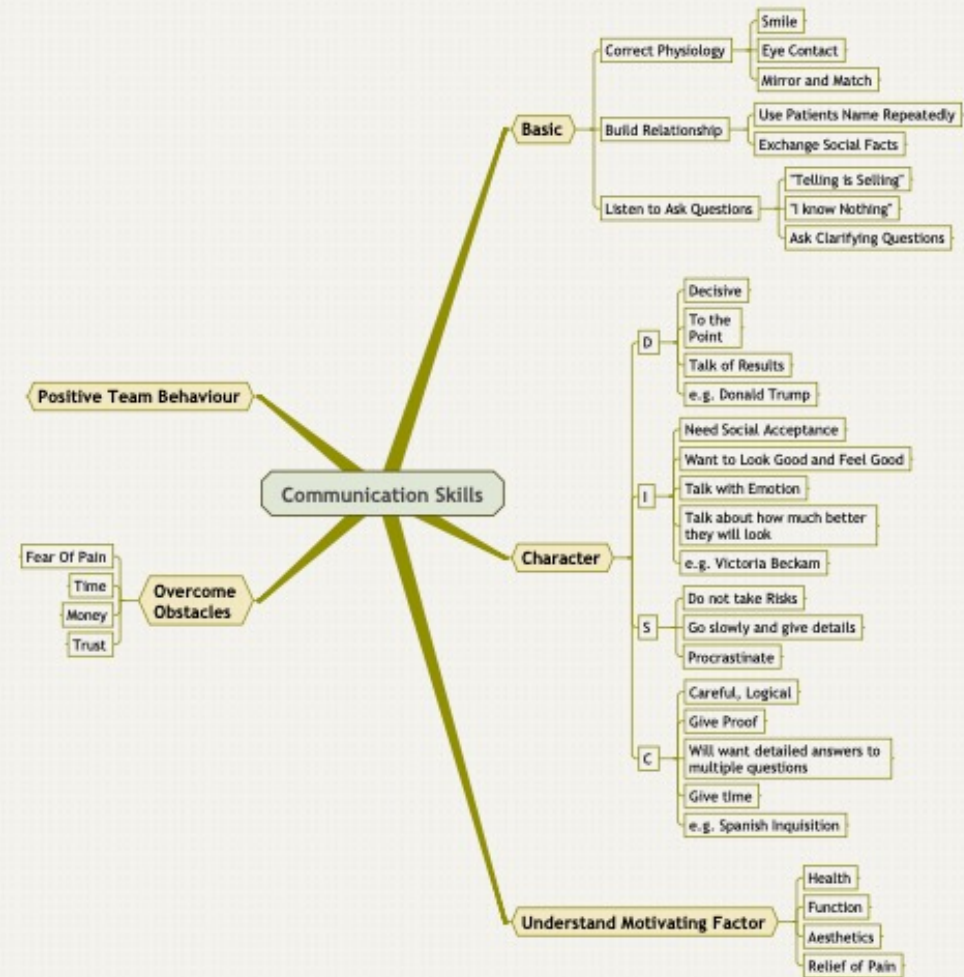 Communication Skills
Basic
Correct Physiology
Smile
Eye Contact
Mirror and Match
Build Relationship
Use Patients Name Repeatedly
Exchange Social Facts
Listen to Ask Questions
"Telling is Selling"
"I know Nothing"
Ask Clarifying Questions
Character
D
Decisive
To the
Point
Talk of Results
e.g. Donald Trump
I
Need Social Acceptance
Want to Look Good and Feel Good
Talk with Emotion
Talk about how much better
they will look
e.g. Victoria Beckam
S
Do not take Risks
Go slowly and give details
Procrastinate
C
Careful, Logical
Give Proof
Will want detailed answers to
multiple questions
Give time
e.g. Spanish Inquisition
Understand Motivating Factor
Health
Function
Aesthetics
Relief of Pain
Overcome
Obstacles
Fear Of Pain
Time
Money
Trust
Positive Team Behaviour